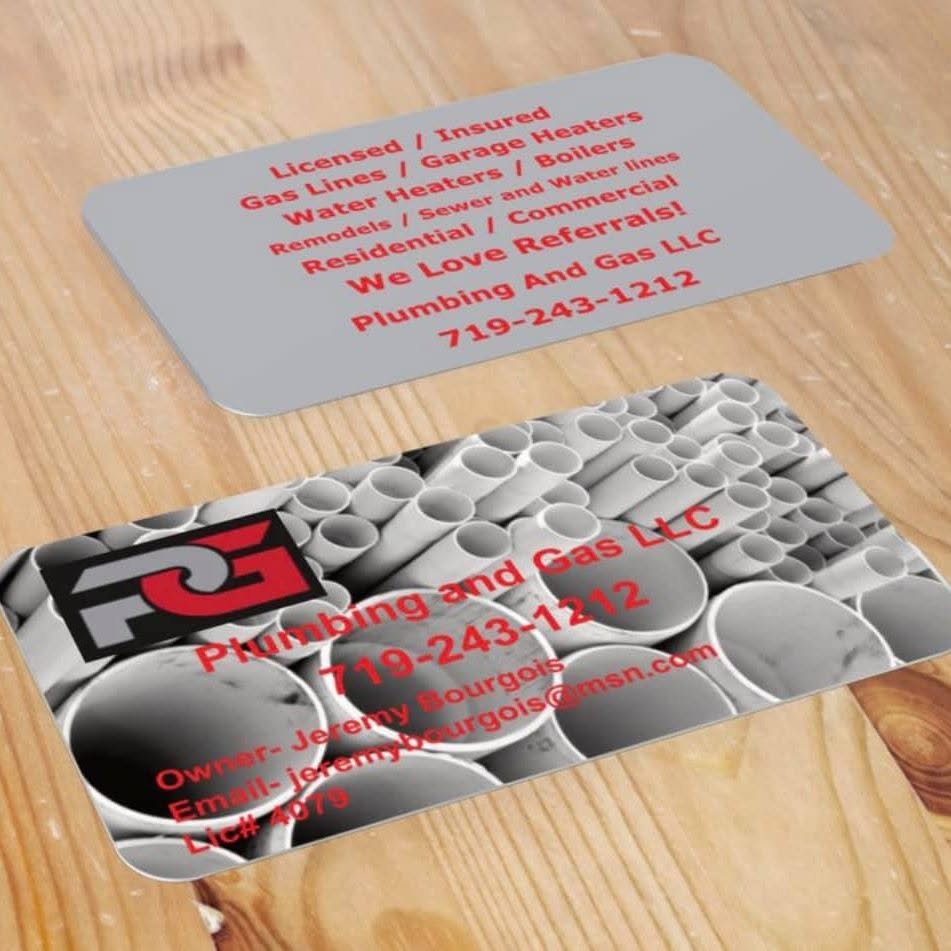 Licensed / Insured
Gas Lines / Garage Heaters
Water Heaters / Boilers
Remodels / Sewer and Water lines
Residential / Commercial
We Love Referrals!
Plumbing And Gas LLC
719-243-1212
PG
Plumbing and Gas LLC
719-243-1212
Owner- Jeremy Bourgois
Email- jeremybourgois@msn.com
Lic# 4079